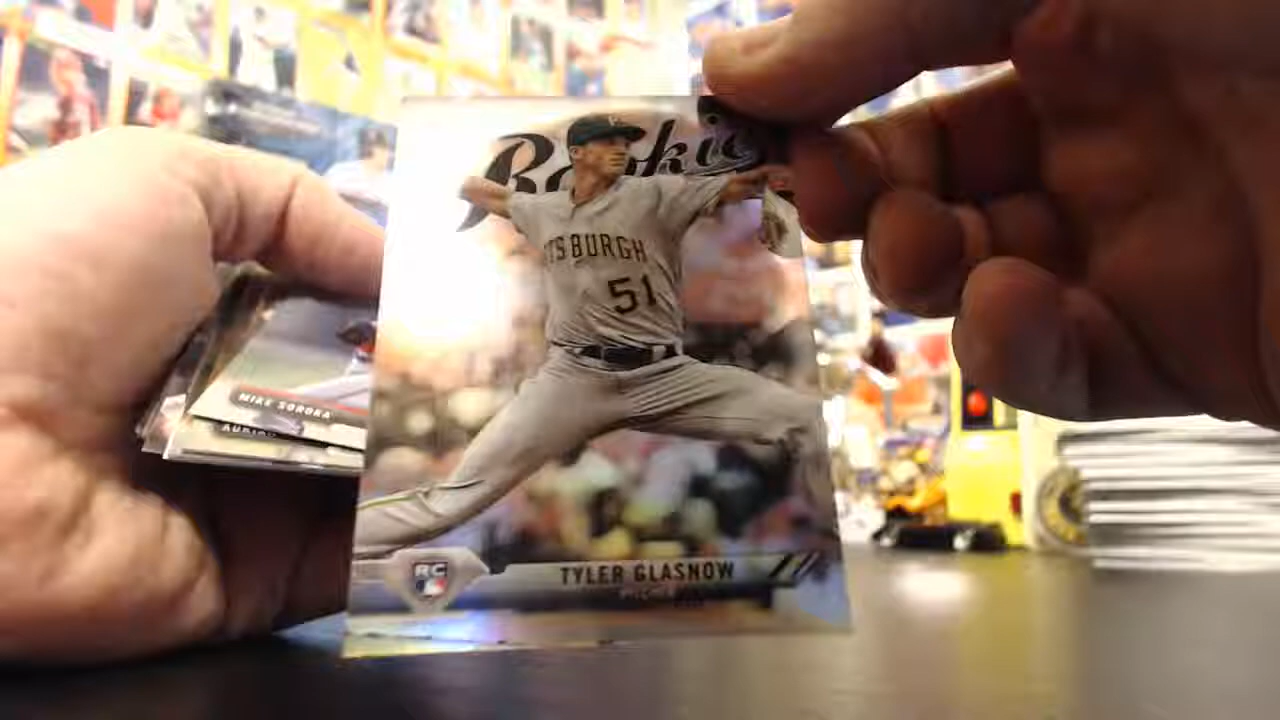 Rookie
TSBURGH
51
MIKE SOROKA
RC
TYLER GLASNOW